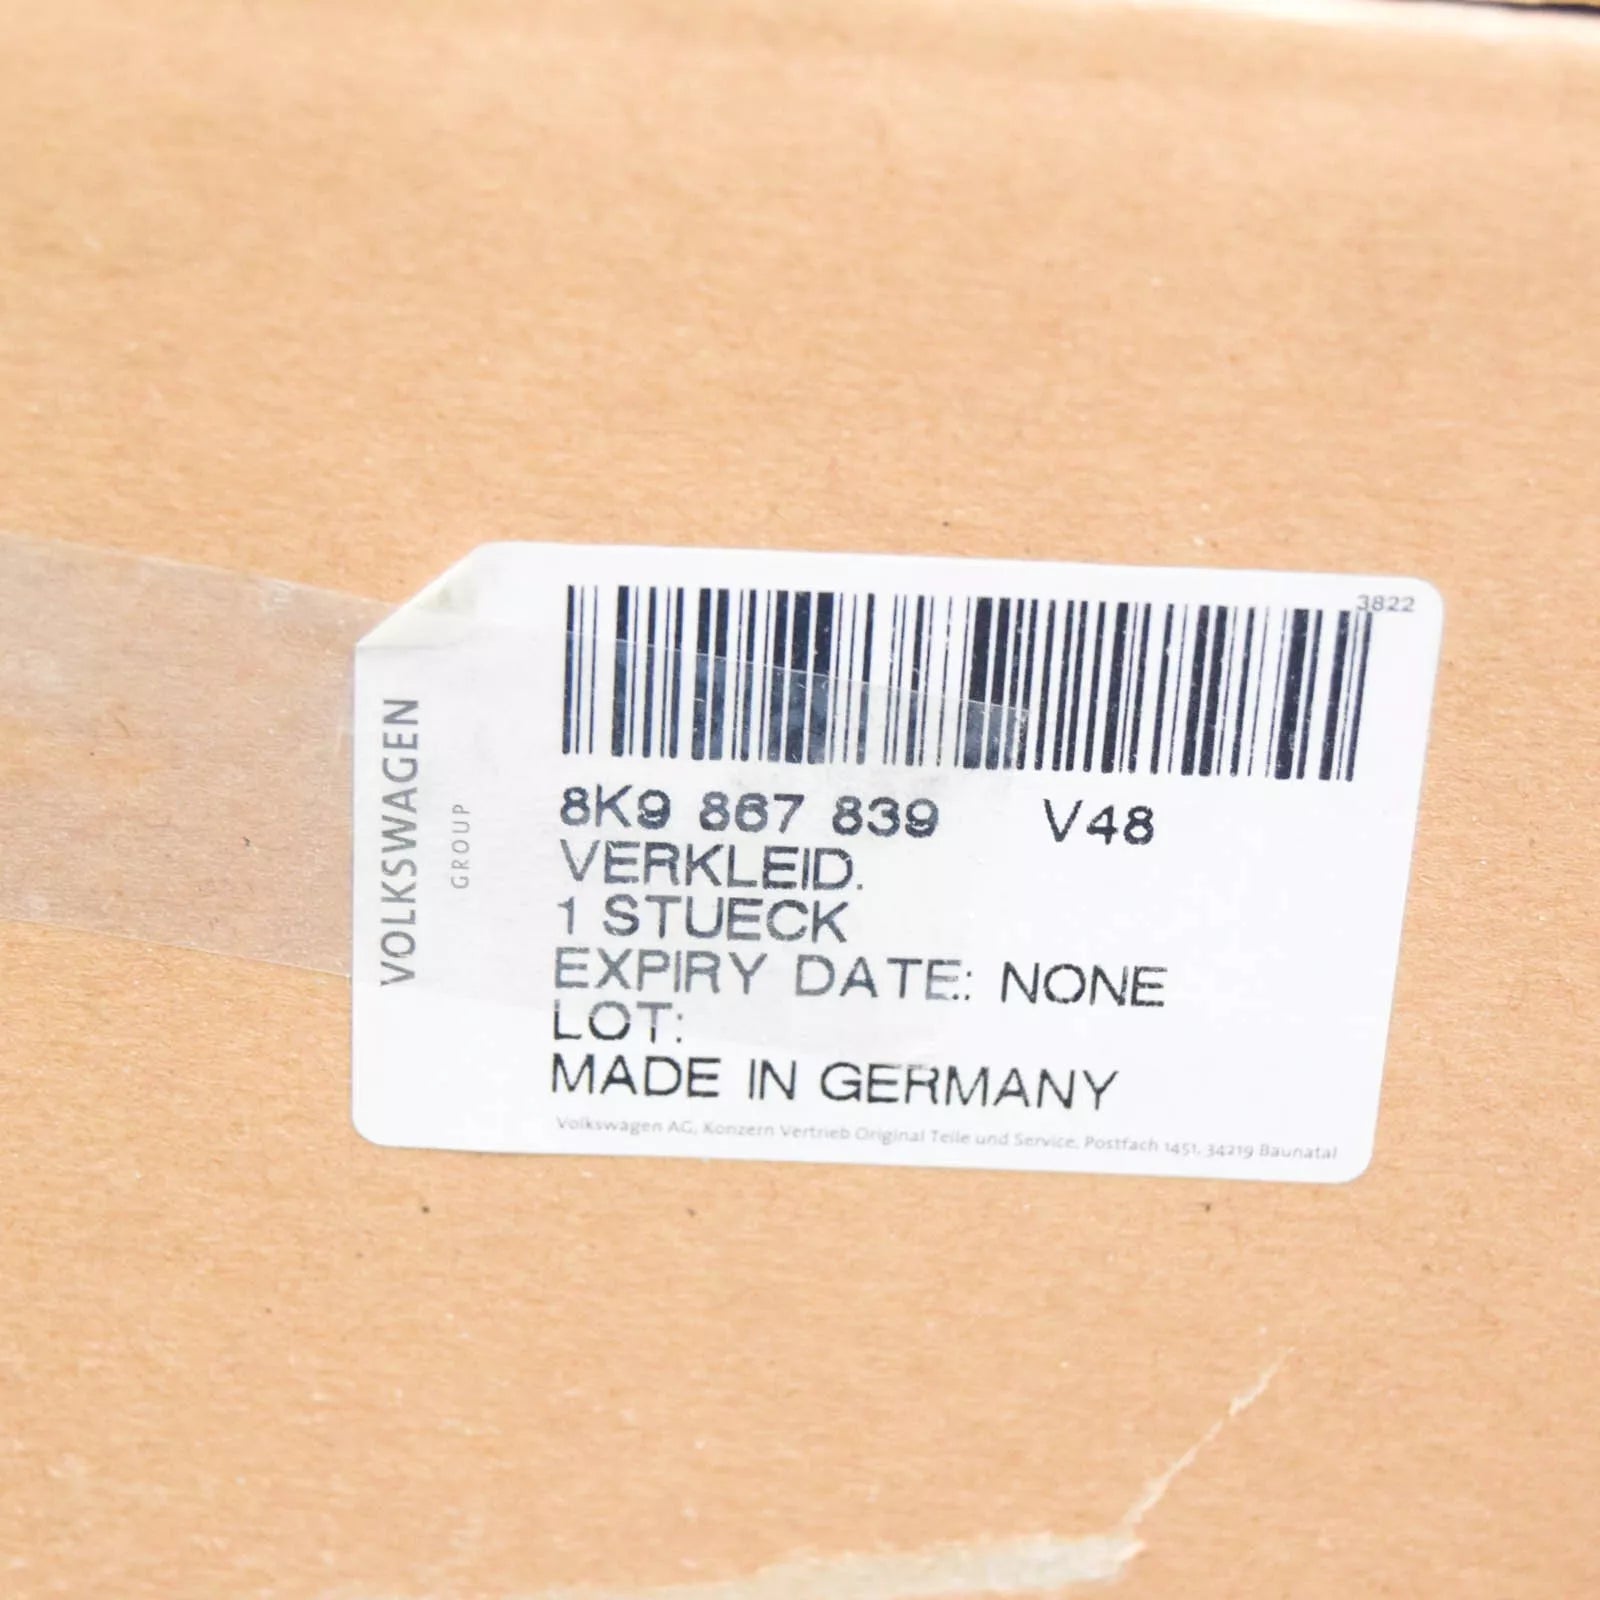 3822
8K9 867 839 V48
VERKLEID.
1 STUECK
EXPIRY DATE: NONE
LOT:
MADE IN GERMANY
Volkswagen AG, Konzern Vertrieb Original Teile und Service, Postfach 1451, 34219 Baunatal
VOLKSWAGEN
GROUP